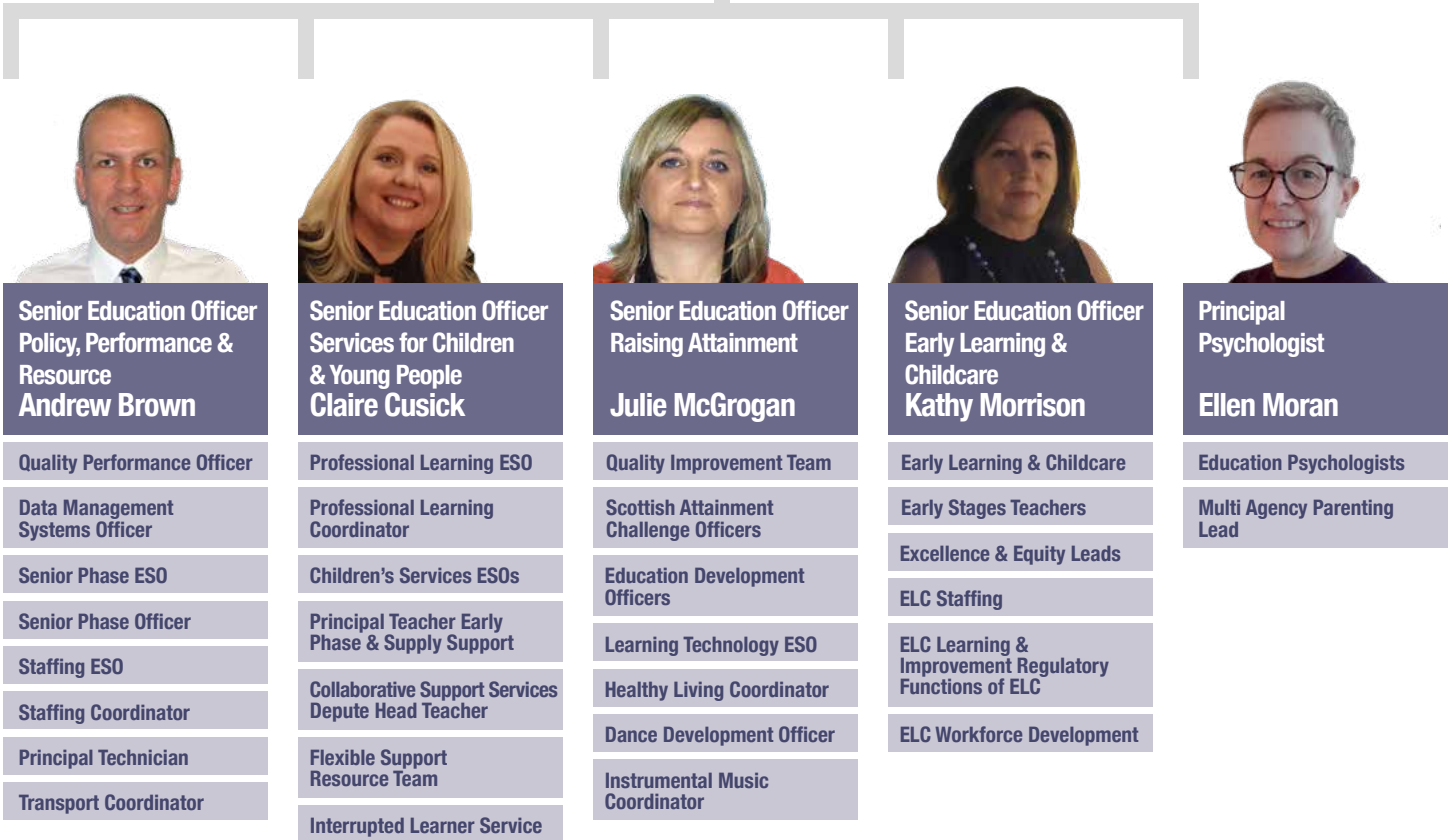 Senior Education Officer
Policy, Performance &
Resource
Andrew Brown
Quality Performance Officer
Data Management
Systems Officer
Senior Phase ESO
Senior Phase Officer
Staffing ESO
Staffing Coordinator
Principal Technician
Transport Coordinator
Senior Education Officer
Services for Children
& Young People
Claire Cusick
Professional Learning ESO
Professional Learning
Coordinator
Children’s Services ESOs
Principal Teacher Early
Phase & Supply Support
Collaborative Support Services
Depute Head Teacher
Flexible Support
Resource Team
Interrupted Learner Service
Senior Education Officer
Raising Attainment
Julie McGrogan
Quality Improvement Team
Scottish Attainment
Challenge Officers
Education Development
Officers
Learning Technology ESO
Healthy Living Coordinator
Dance Development Officer
Instrumental Music
Coordinator
Senior Education Officer
Early Learning &
Childcare
Kathy Morrison
Early Learning & Childcare
Early Stages Teachers
Excellence & Equity Leads
ELC Staffing
ELC Learning &
Improvement Regulatory
Functions of ELC
ELC Workforce Development
Principal
Psychologist
Ellen Moran
Education Psychologists
Multi Agency Parenting
Lead